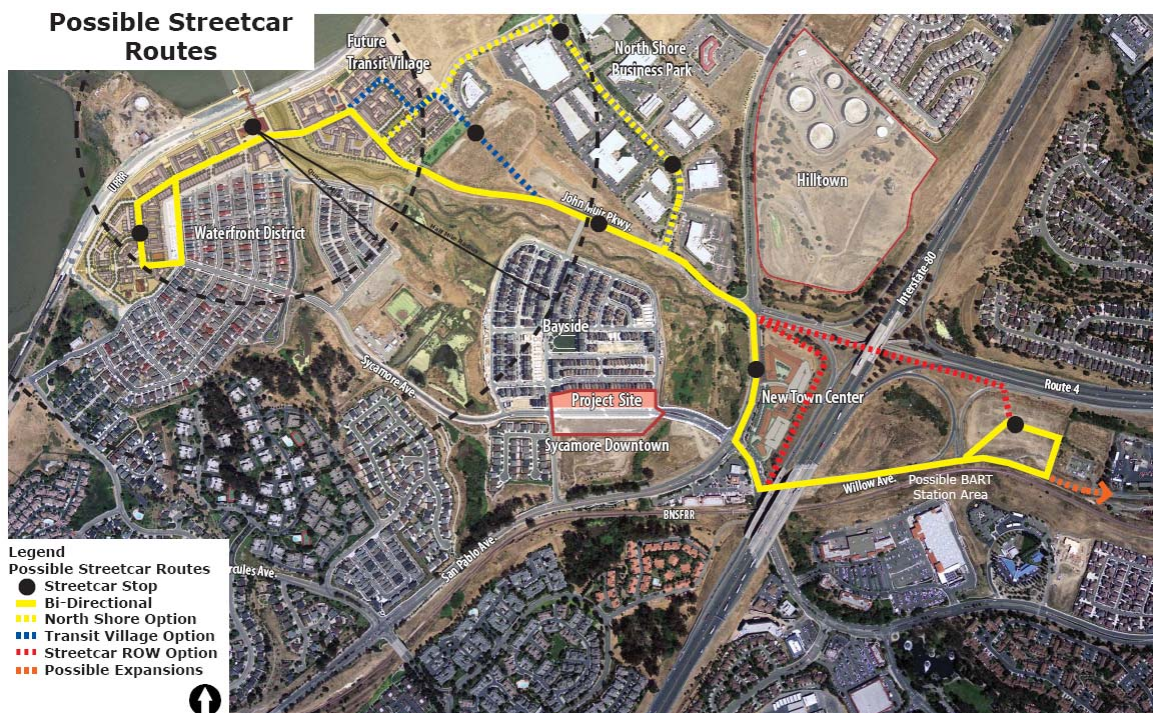 Possible Streetcar
Routes
Future
Transit Village
North Shore
Business Park
Hilltown
UPRR
Waterfront District
John Muir Pkwy.
Interstate-80
Bayside
Sycamore Ave.
Route 4
Project Site
New Town Center
Sycamore Downtown
Willow Ave.
Possible BART
Station Area
BNSFRR
San Pablo Ave.
Legend
Possible Streetcar Routes
Streetcar Stop
Bi-Directional
North Shore Option
Transit Village Option
Streetcar ROW Option
Possible Expansions